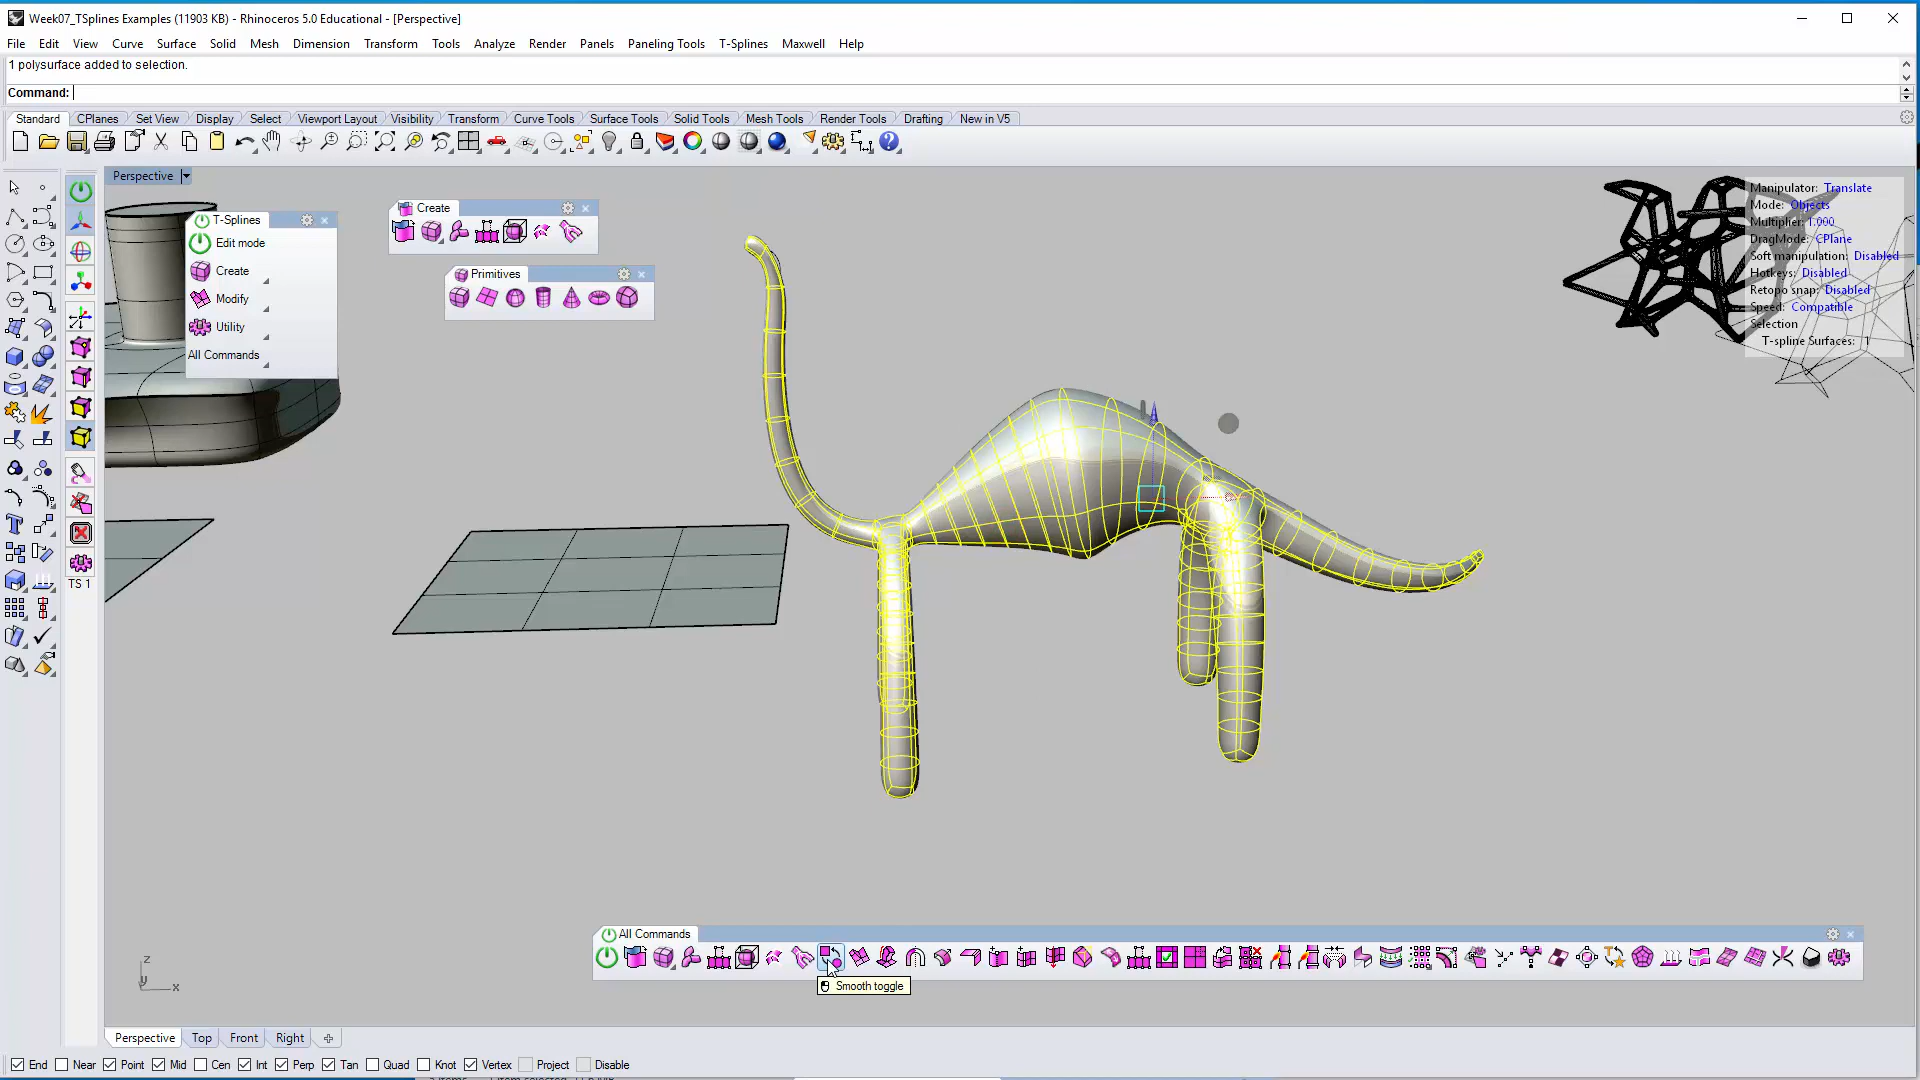 Week07_TSplines Examples (11903 KB) - Rhinoceros 5.0 Educational - [Perspective]
File Edit View Curve Surface Solid Mesh Dimension Transform Tools Analyze Render Panels Paneling Tools T-Splines Maxwell Help
1 polysurface added to selection.
Command:
Standard CPlanes Set View Display Select Viewport Layout Visibility Transform Curve Tools Surface Tools Solid Tools Mesh Tools Render Tools Drafting New in V5
Perspective
T-Splines
Edit mode
Create
Modify
Utility
All Commands
Create
Primitives
Manipulator: Translate
Mode: Objects
Multiplier: 1.000
DragMode: CPlane
Soft manipulation: Disabled
Hotkeys: Disabled
Retopo snap: Disabled
Speed: Compatible
Selection
T-spline Surfaces: 1
TS 1
All Commands
Smooth toggle
z
y
x
Perspective Top Front Right
End Near Point Mid Cen Int Perp Tan Quad Knot Vertex Project Disable